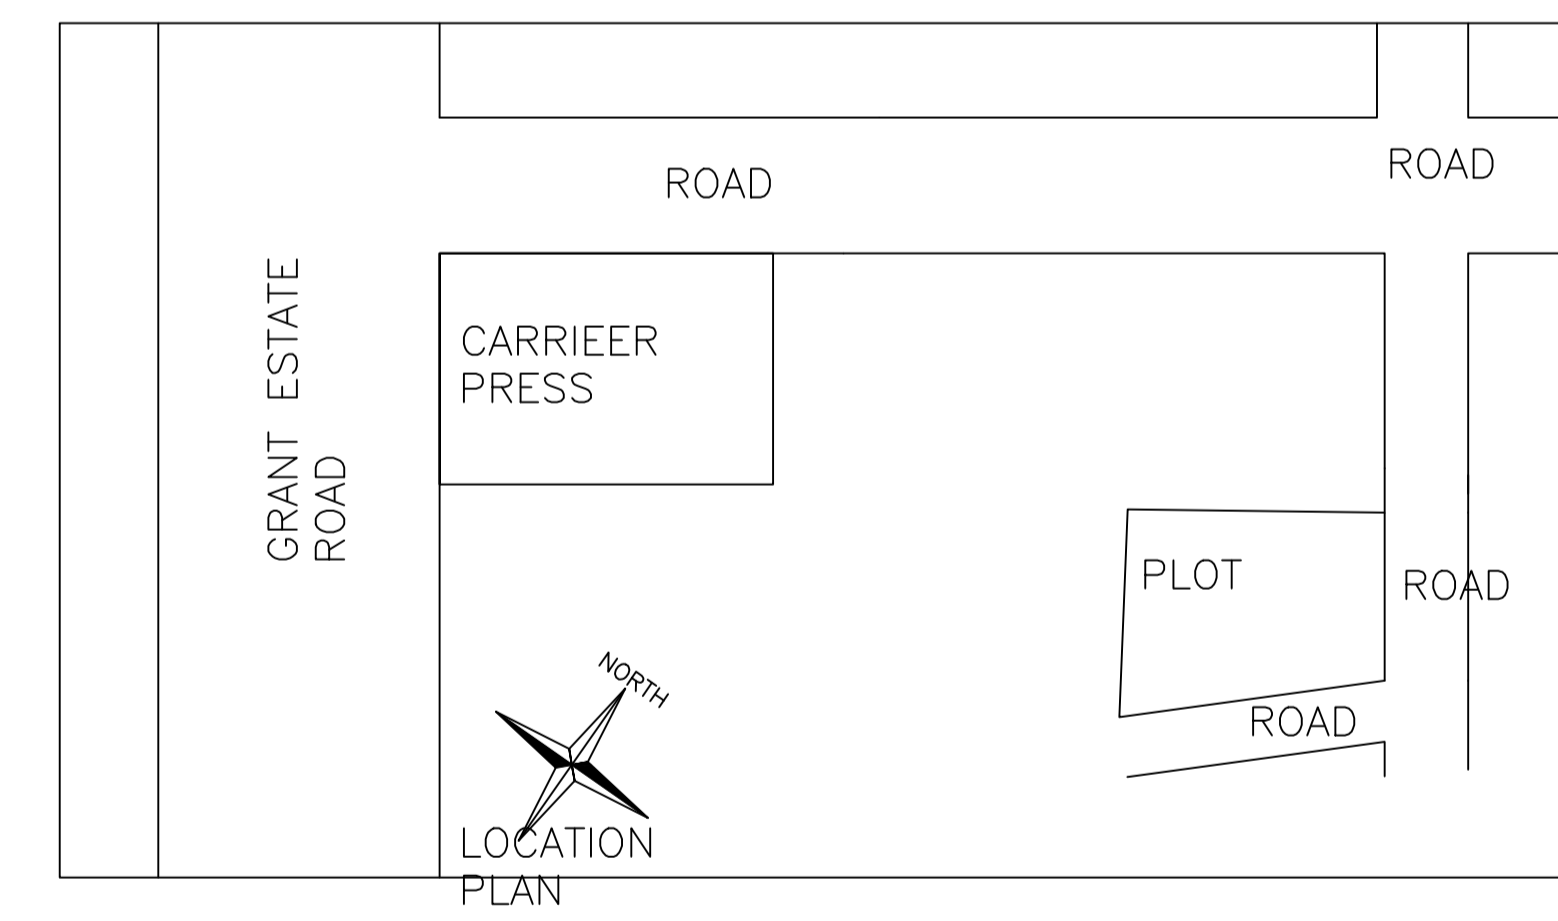 ROAD
ROAD
GRANT ESTATE
ROAD
CARRIEER
PRESS
PLOT
ROAD
ROAD
NORTH
LOCATION
PLAN